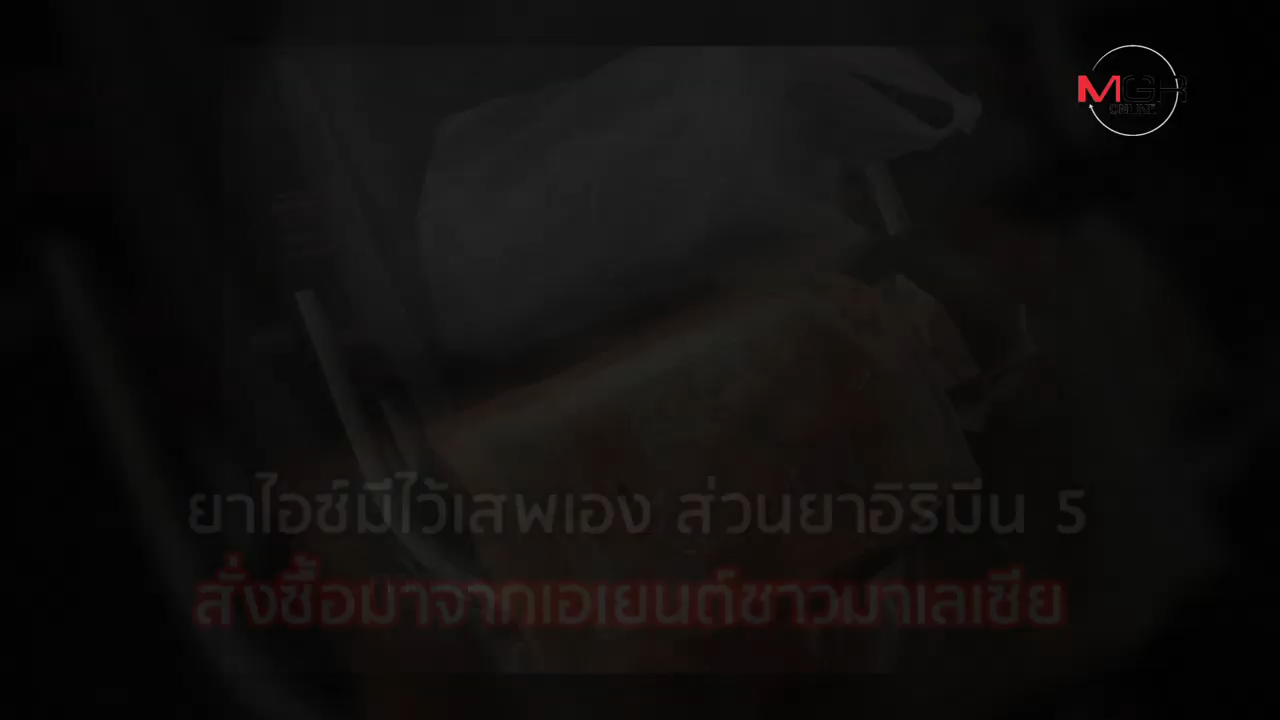 MGR
ONLINE
ยาไอซ์มีไว้เสพเอง ส่วนยาอิริมีน 5
สั่งซื้อมาจากเอเยนต์ชาวมาเลเซีย